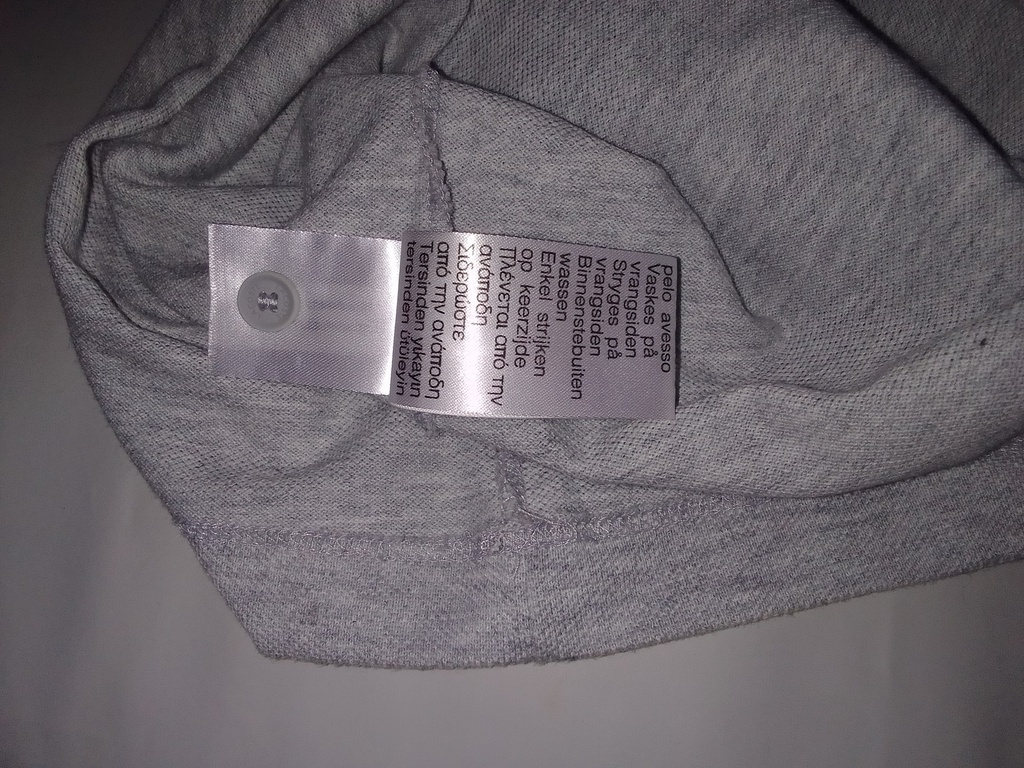 pelo avesso
Vaskes på
vrangsiden
Stryges på
vrangsiden
Binnenstebuiten
wassen
Enkel strijken
op keerzijde
Πλένεται από την
ανάποδη
Σιδερώστε
από την ανάποδη
Tersinden yıkayın
tersinden ütüleyin